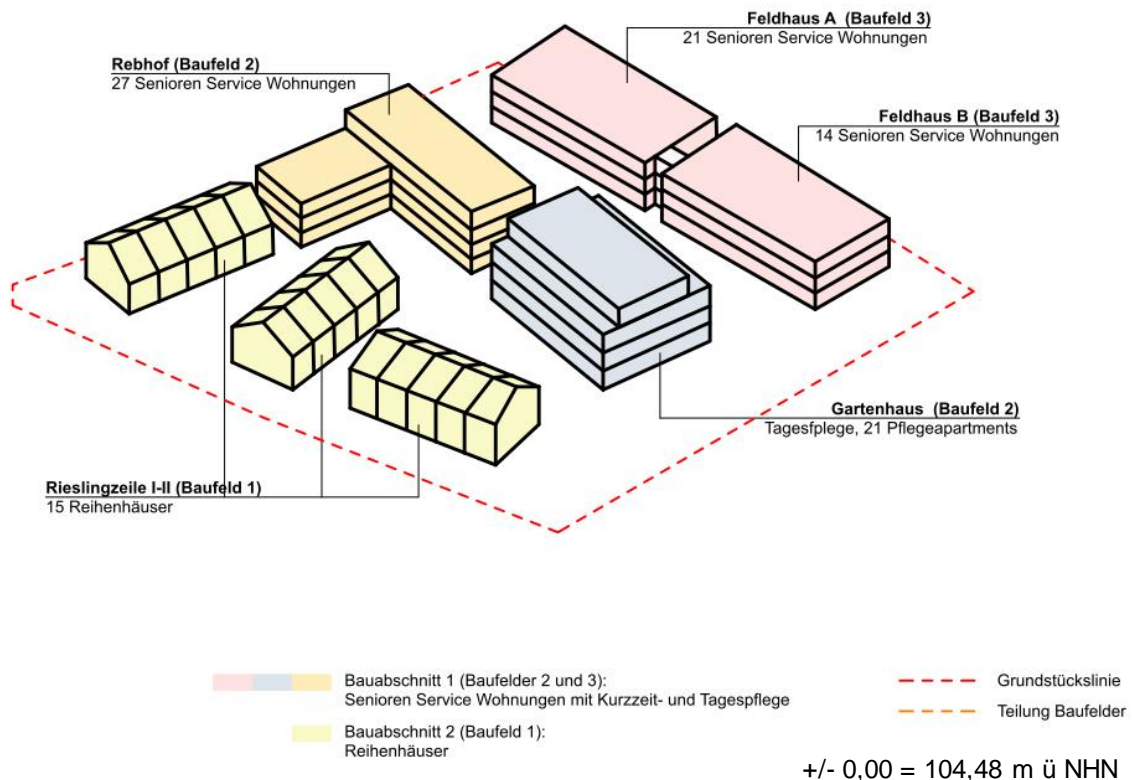 Feldhaus A  (Baufeld 3)
21 Senioren Service Wohnungen
Rebhof (Baufeld 2)
27 Senioren Service Wohnungen
Feldhaus B (Baufeld 3)
14 Senioren Service Wohnungen
Gartenhaus  (Baufeld 2)
Tagesfplege, 21 Pflegeapartments
Rieslingzeile I-II (Baufeld 1)
15 Reihenhäuser
Bauabschnitt 1 (Baufelder 2 und 3):
Senioren Service Wohnungen mit Kurzzeit- und Tagespflege
Bauabschnitt 2 (Baufeld 1):
Reihenhäuser
Grundstückslinie
Teilung Baufelder
+/- 0,00 = 104,48 m ü NHN